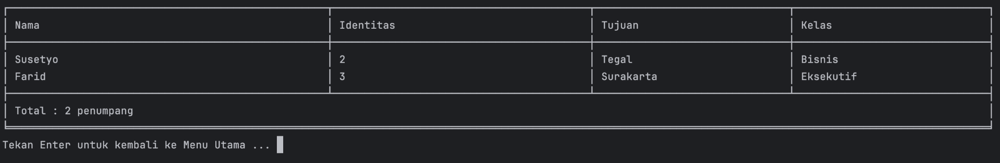 Nama Identitas Tujuan Kelas
Susetyo 2 Tegal Bisnis
Farid 3 Surakarta Eksekutif
Total : 2 penumpang
Tekan Enter untuk kembali ke Menu Utama ...